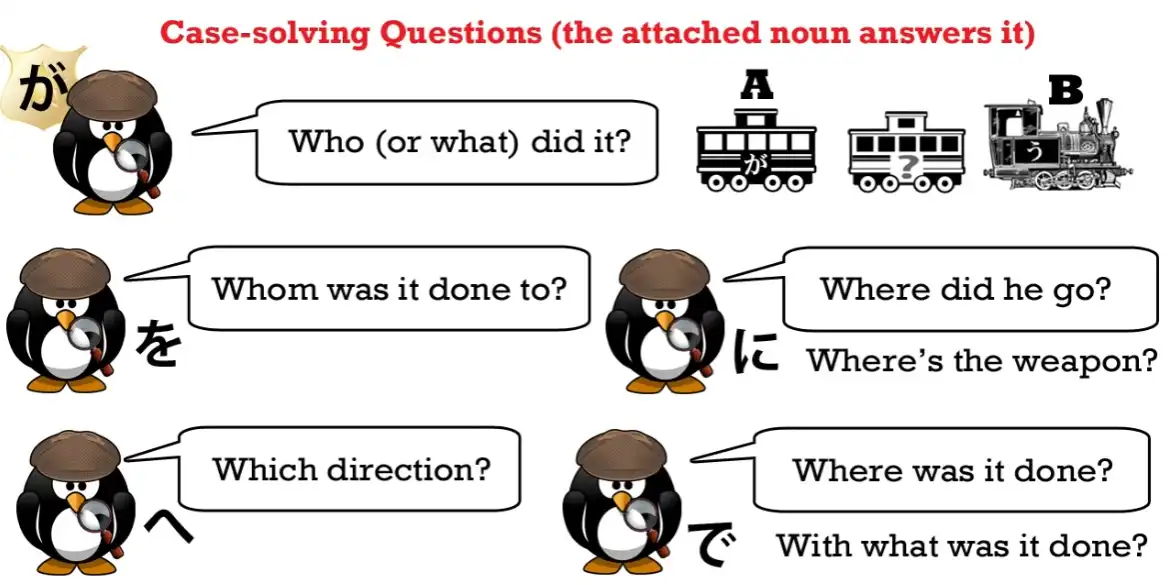 Case-solving Questions (the attached noun answers it)
が
Who (or what) did it?
A
B
が
?
う
Whom was it done to?
を
Where did he go?
に
Where's the weapon?
Which direction?
へ
Where was it done?
で
With what was it done?